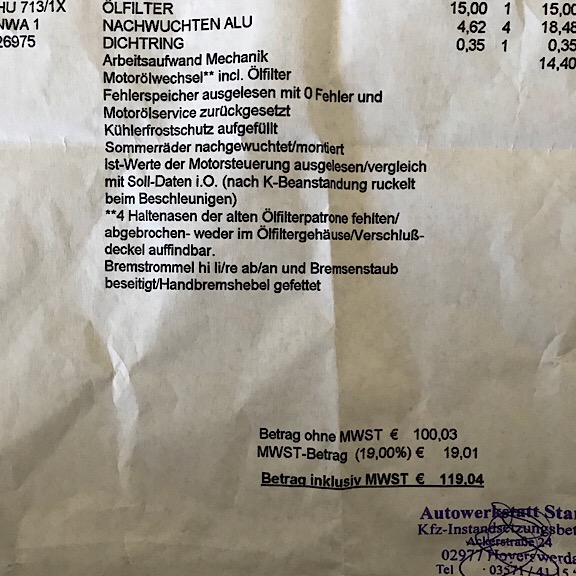 HU 713/1X ÖLFILTER 15,00 1 15,00
NWA 1 NACHWUCHTEN ALU 4,62 4 18,48
26975 DICHTRING 0,35 1 0,35
Arbeitsaufwand Mechanik 14,40
Motorölwechsel** incl. Ölfilter
Fehlerspeicher ausgelesen mit 0 Fehler und
Motorölservice zurückgesetzt
Kühlerfrostschutz aufgefüllt
Sommerräder nachgewuchtet/montiert
Ist-Werte der Motorsteuerung ausgelesen/vergleich
mit Soll-Daten i.O. (nach K-Beanstandung ruckelt
beim Beschleunigen)
**4 Haltenasen der alten Ölfilterpatrone fehlten/
abgebrochen- weder im Ölfiltergehäuse/Verschluß-
deckel auffindbar.
Bremstrommel hi li/re ab/an und Bremsenstaub
beseitigt/Handbremshebel gefettet
Betrag ohne MWST € 100,03
MWST-Betrag (19,00%) € 19,01
Betrag inklusiv MWST € 119,04
Autowerkstatt Star
Kfz-Instandsetzungsbet
Ackerstraße 24
02977 Hoyerswerda
Tel 03571/41 15